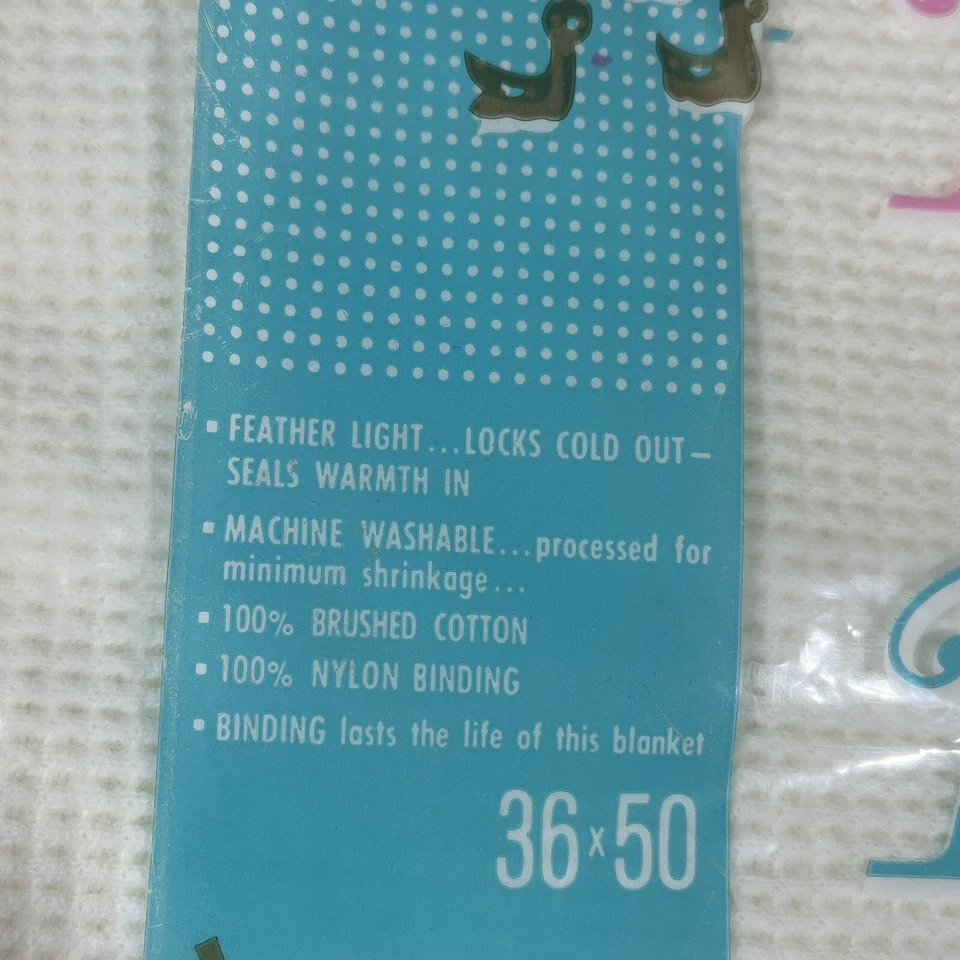 ▪ FEATHER LIGHT...LOCKS COLD OUT–
SEALS WARMTH IN
▪ MACHINE WASHABLE...processed for
minimum shrinkage...
▪ 100% BRUSHED COTTON
▪ 100% NYLON BINDING
▪ BINDING lasts the life of this blanket
36x50